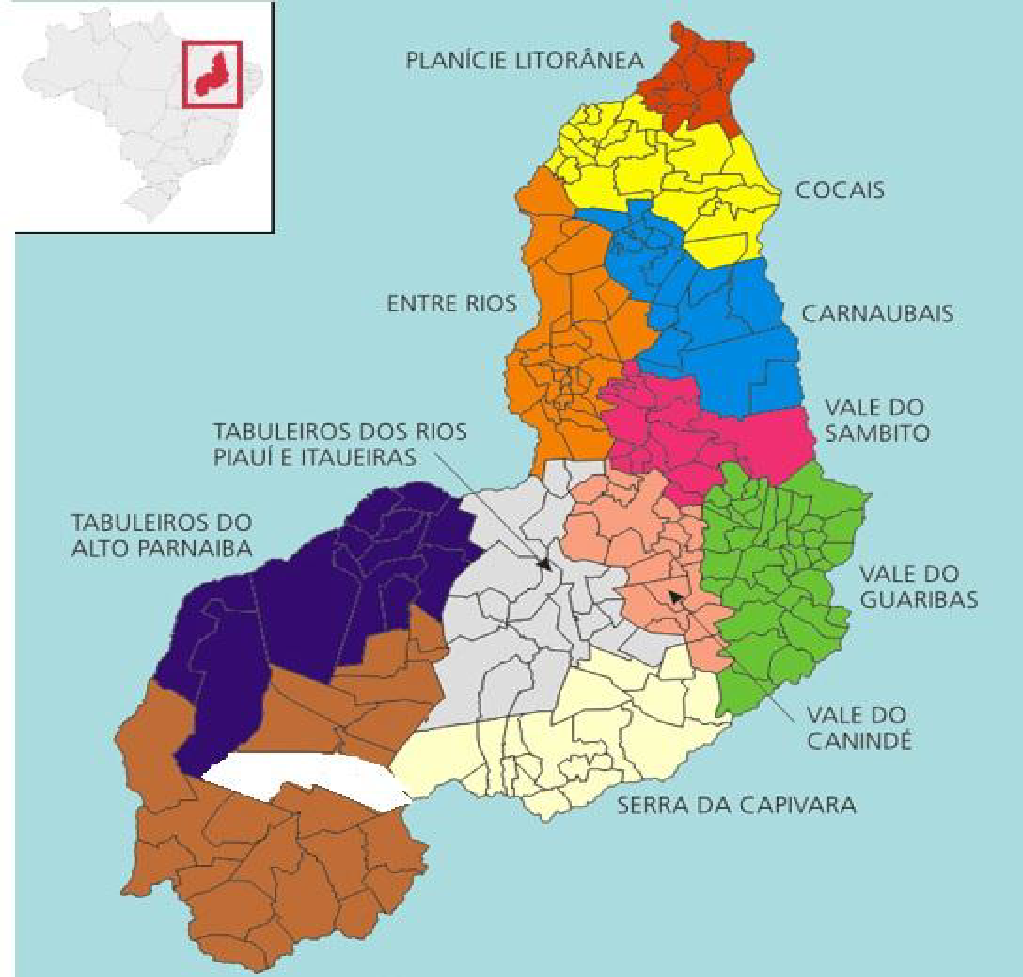 PLANÍCIE LITORÂNEA
COCAIS
ENTRE RIOS
CARNAUBAIS
VALE DO
SAMBITO
TABULEIROS DOS RIOS
PIAUÍ E ITAUEIRAS
TABULEIROS DO
ALTO PARNAIBA
VALE DO
GUARIBAS
VALE DO
CANINDÉ
SERRA DA CAPIVARA